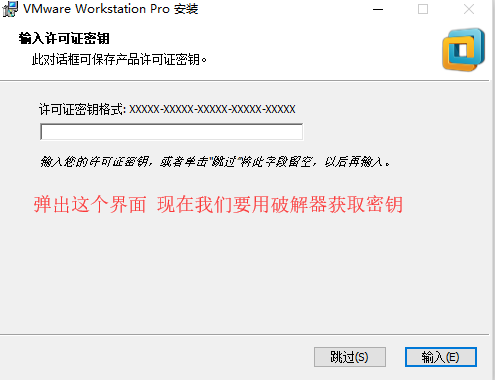 VMware Workstation Pro 安装
输入许可证密钥
此对话框可保存产品许可证密钥。
许可证密钥格式: XXXXX-XXXXX-XXXXX-XXXXX-XXXXX
输入您的许可证密钥，或者单击"跳过"将此字段留空，以后再输入。
弹出这个界面 现在我们要用破解器获取密钥
跳过(S)
输入(E)